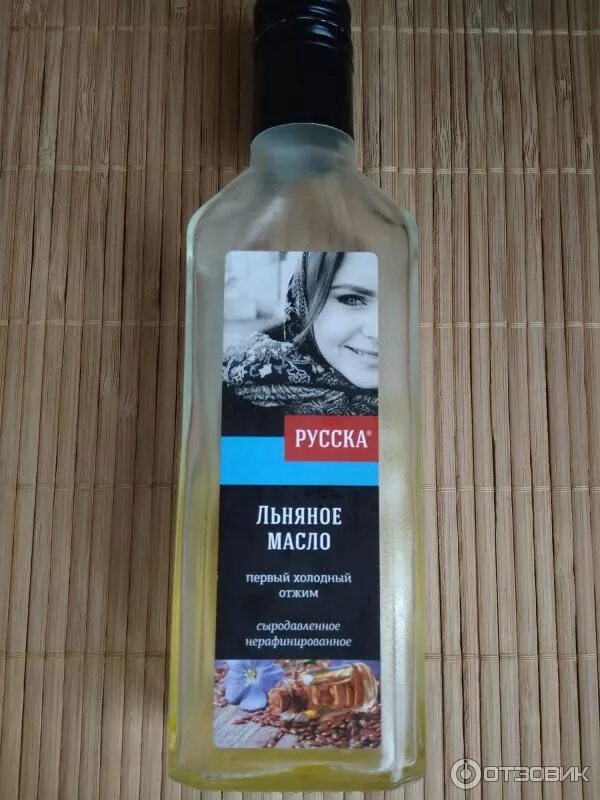 РУССКА®
ЛЬНЯНОЕ
МАСЛО
первый холодный
отжим
сыродавленное
нерафинированное
ОТЗОВИК